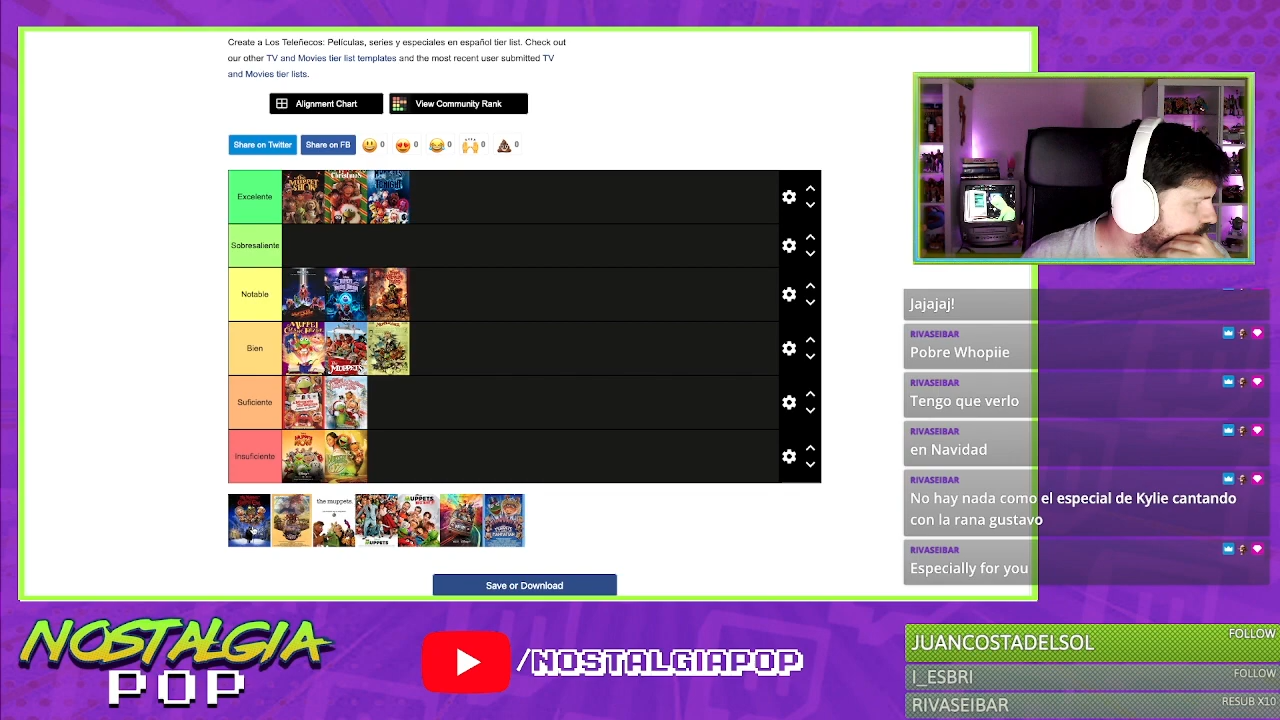 Create a Los Teleñecos: Películas, series y especiales en español tier list. Check out
our other TV and Movies tier list templates and the most recent user submitted TV
and Movies tier lists.
Alignment Chart
View Community Rank
Share on Twitter
Share on FB
0
0
0
0
0
Excelente
Sobresaliente
Notable
Bien
Suficiente
Insuficiente
the muppets.
Save or Download
Jajajaj!
RIVASEIBAR
Pobre Whopiie
RIVASEIBAR
Tengo que verlo
RIVASEIBAR
en Navidad
RIVASEIBAR
No hay nada como el especial de Kylie cantando
con la rana gustavo
RIVASEIBAR
Especially for you
NOSTALGIA
POP
/NOSTALGIAPOP
JUANCOSTADELSOL
FOLLOW
I_ESBRI
FOLLOW
RIVASEIBAR
RESUB X10